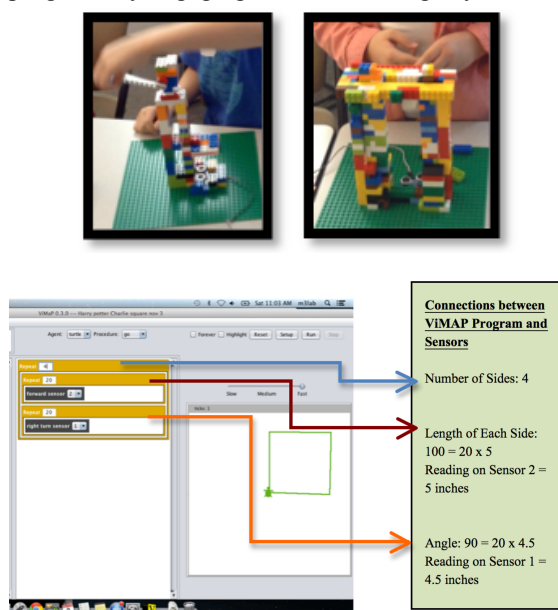 Sat 11:03 AM m3lab
ViMAP 0.3.0 — Harry potter Charlie square nov 3
Agent: turtle Procedure: go
Forever Highlight Reset Setup Run Step
Repeat 4
Repeat 20
forward sensor 2
Repeat 20
right turn sensor 1
Slow Medium Fast
Connections between
ViMAP Program and
Sensors
Number of Sides: 4
Length of Each Side:
100 = 20 x 5
Reading on Sensor 2 =
5 inches
Angle: 90 = 20 x 4.5
Reading on Sensor 1 =
4.5 inches